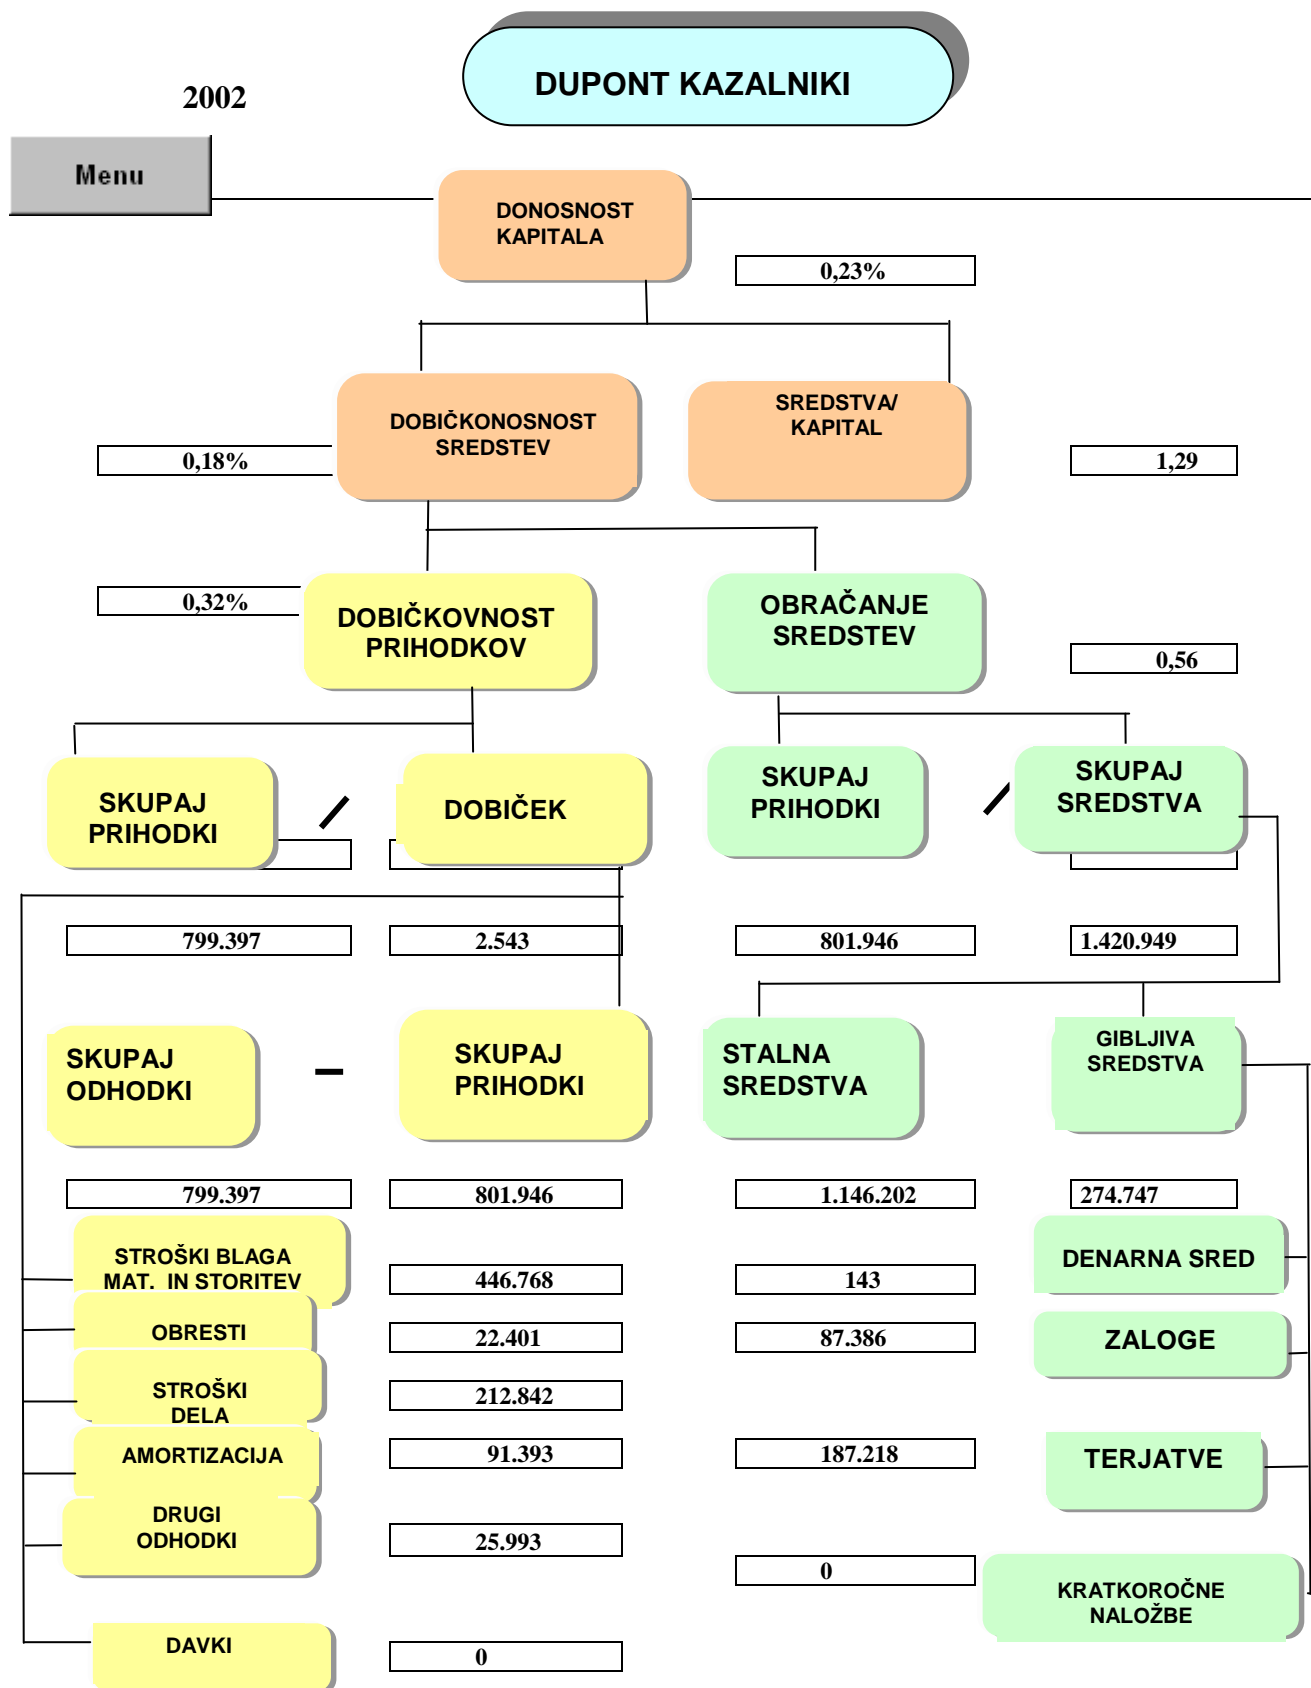 DUPONT KAZALNIKI
2002
Menu
DONOSNOST
KAPITALA
0,23%
DOBIČKONOSNOST
SREDSTEV
SREDSTVA/
KAPITAL
0,18%
1,29
0,32%
DOBIČKOVNOST
PRIHODKOV
OBRAČANJE
SREDSTEV
0,56
SKUPAJ
PRIHODKI
/
DOBIČEK
SKUPAJ
PRIHODKI
/
SKUPAJ
SREDSTVA
799.397
2.543
801.946
1.420.949
SKUPAJ
ODHODKI
–
SKUPAJ
PRIHODKI
STALNA
SREDSTVA
GIBLJIVA
SREDSTVA
799.397
801.946
1.146.202
274.747
STROŠKI BLAGA
MAT. IN STORITEV
446.768
143
DENARNA SRED
OBRESTI
22.401
87.386
ZALOGE
STROŠKI
DELA
212.842
AMORTIZACIJA
91.393
187.218
TERJATVE
DRUGI
ODHODKI
25.993
0
KRATKOROČNE
NALOŽBE
DAVKI
0